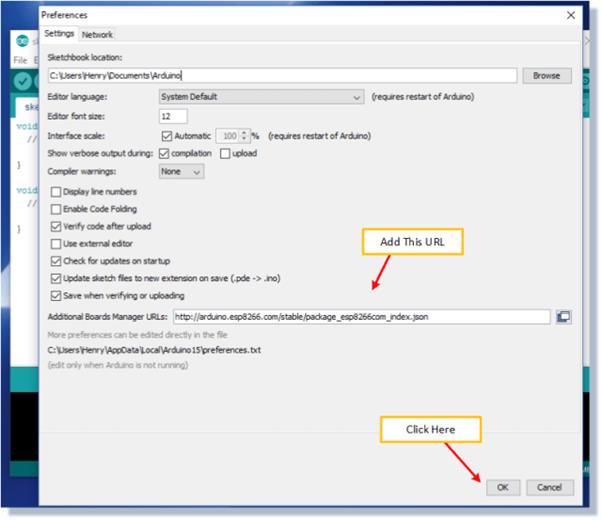 Preferences
Settings Network
Sketchbook location:
C:\Users\Henry\Documents\Arduino
Browse
Editor language: System Default (requires restart of Arduino)
Editor font size: 12
Interface scale: Automatic 100 % (requires restart of Arduino)
Show verbose output during: compilation upload
Compiler warnings: None
Display line numbers
Enable Code Folding
Verify code after upload
Use external editor
Add This URL
Check for updates on startup
Update sketch files to new extension on save (.pde -> .ino)
Save when verifying or uploading
Additional Boards Manager URLs: http://arduino.esp8266.com/stable/package_esp8266com_index.json
More preferences can be edited directly in the file
C:\Users\Henry\AppData\Local\Arduino15\preferences.txt
(edit only when Arduino is not running)
Click Here
OK Cancel
File
ske
void
//
}
void
//
}